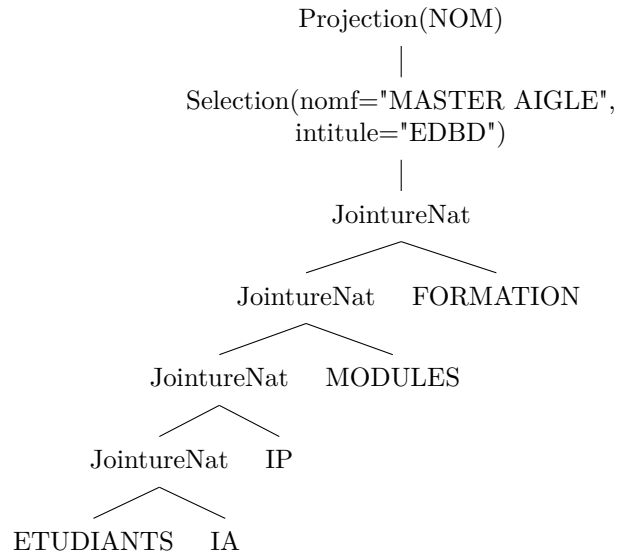 Projection(NOM)
Selection(nomf="MASTER AIGLE",
intitule="EDBD")
JointureNat
JointureNat FORMATION
JointureNat MODULES
JointureNat IP
ETUDIANTS IA